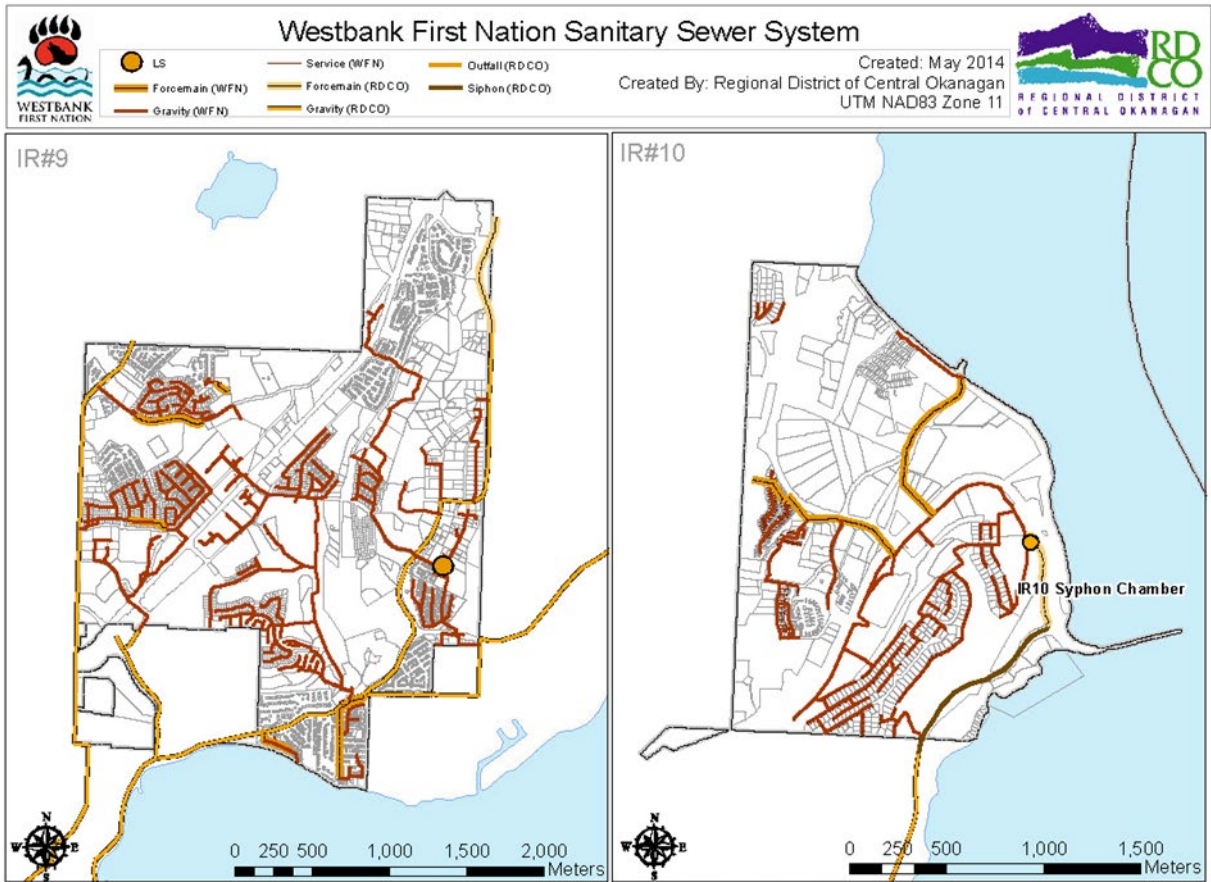 Westbank First Nation Sanitary Sewer System
WESTBANK
FIRST NATION
LS
Forcemain (WFN)
Gravity (WFN)
Service (WFN)
Forcemain (RDCO)
Gravity (RDCO)
Outfall (RDCO)
Siphon (RDCO)
Created: May 2014
Created By: Regional District of Central Okanagan
UTM NAD83 Zone 11
RD
CO
REGIONAL DISTRICT
of CENTRAL OKANAGAN
IR#9
N
W E
S
0 250 500 1,000 1,500 2,000
Meters
IR#10
IR10 Syphon Chamber
N
W E
S
0 250 500 1,000 1,500
Meters